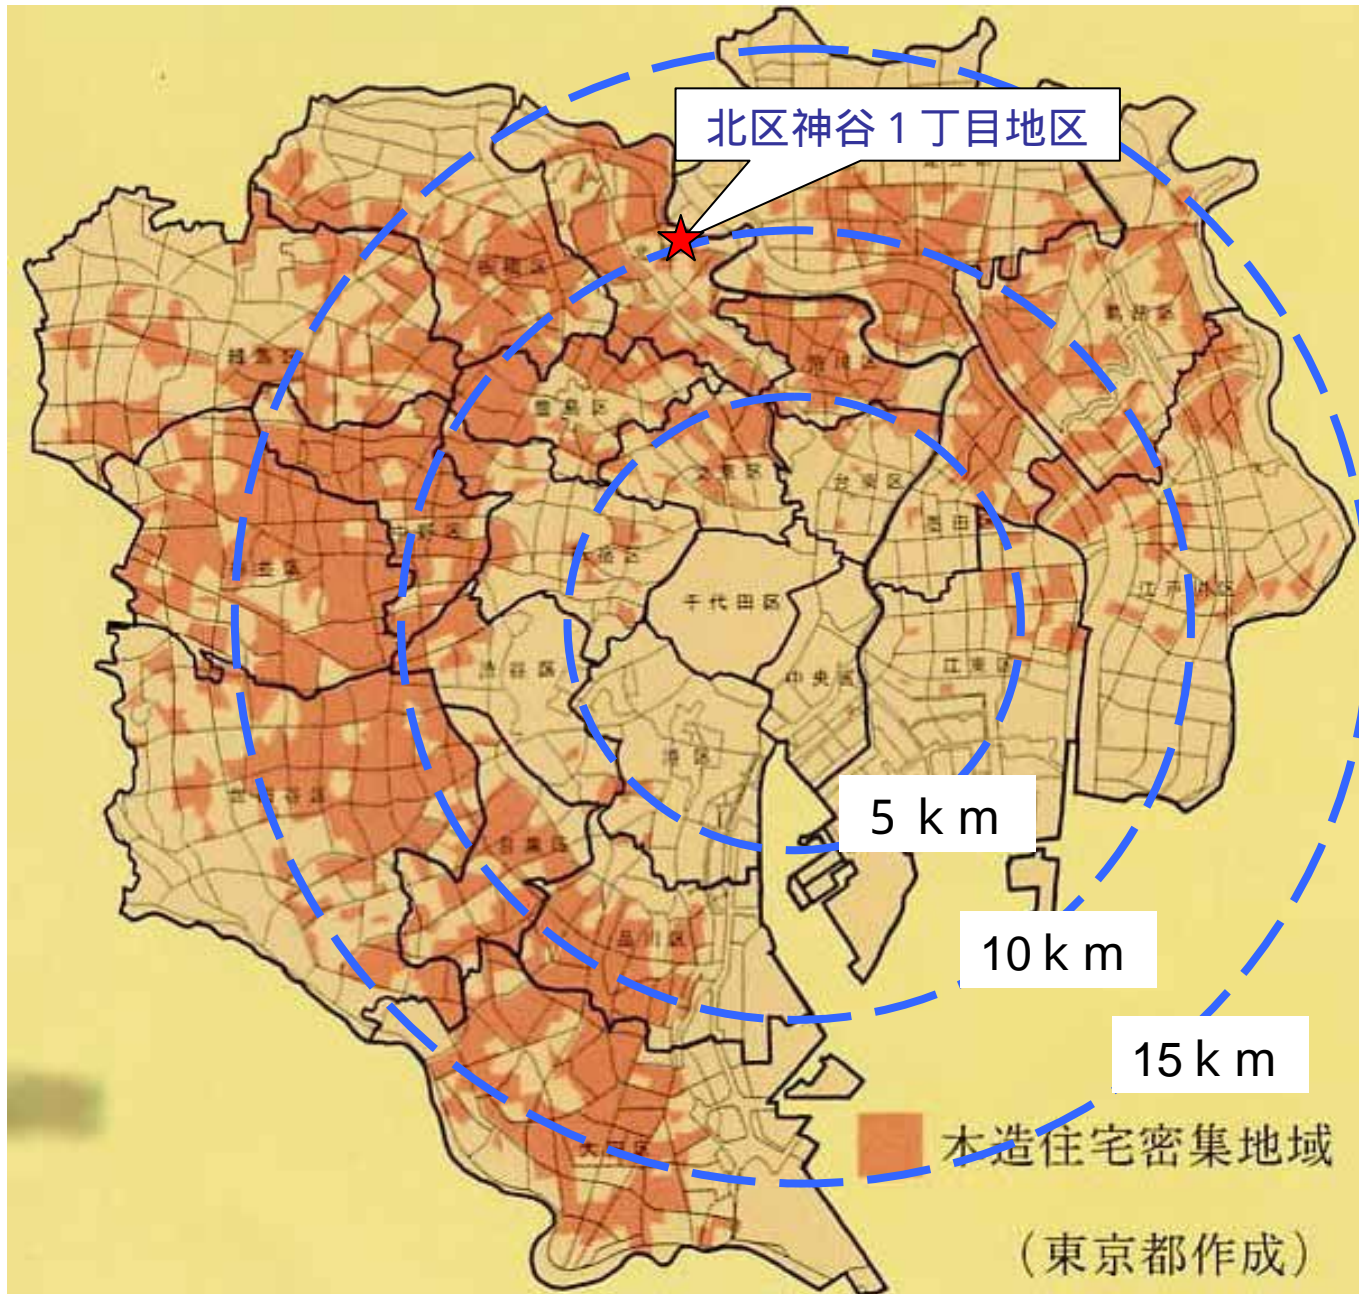 北区神谷１丁目地区
板橋区
北
葛飾区
練馬区
荒川区
豊島区
文京区
台東区
墨田
中野区
新宿区
杉並区
千代田区
江戸川区
渋谷区
中央区
江東区
港区
世田谷区
目黒区
品川区
大田区
5 ｋｍ
10ｋｍ
15ｋｍ
木造住宅密集地域
（東京都作成）